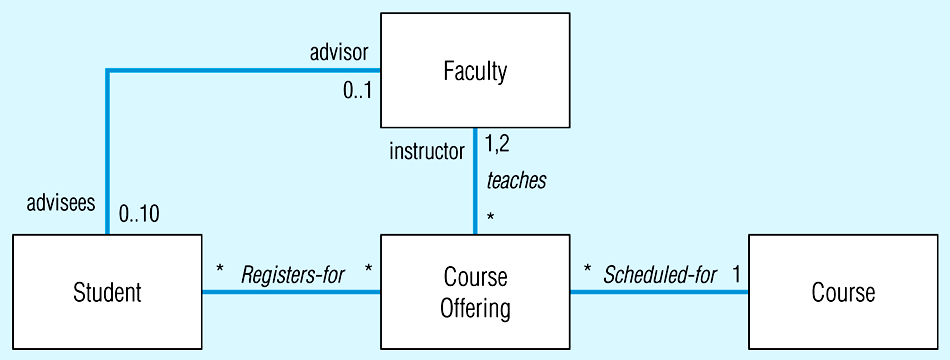 advisor
Faculty
0..1
instructor
1,2
teaches
*
advisees
0..10
Student
*
Registers-for
*
Course
Offering
*
Scheduled-for
1
Course